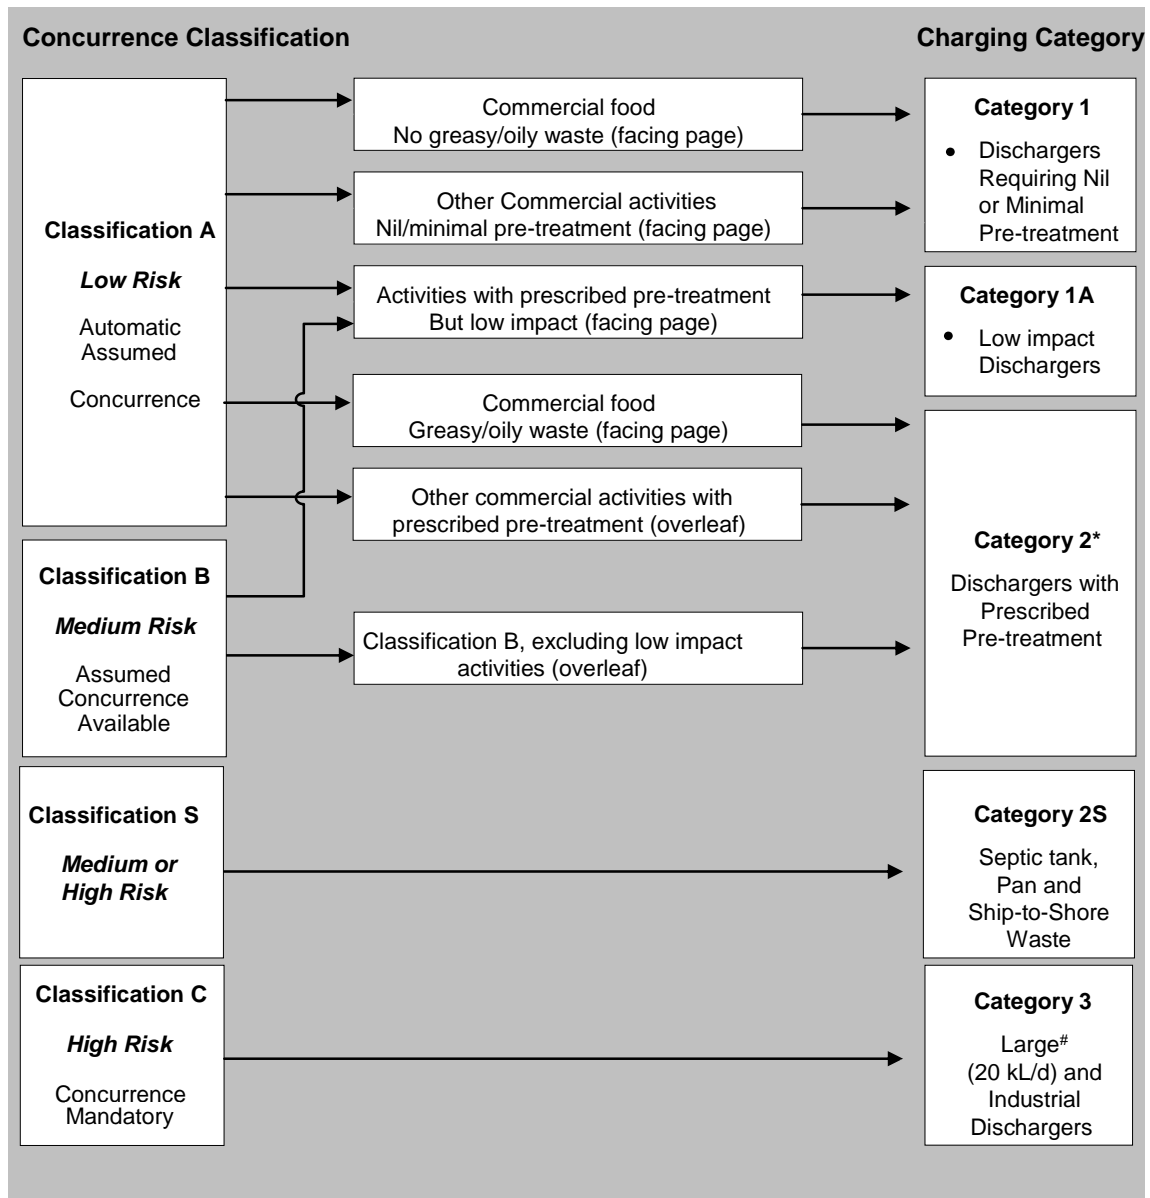 Concurrence Classification
Charging Category
Classification A
Low Risk
Automatic
Assumed
Concurrence
Classification B
Medium Risk
Assumed
Concurrence
Available
Classification S
Medium or
High Risk
Classification C
High Risk
Concurrence
Mandatory
Commercial food
No greasy/oily waste (facing page)
Other Commercial activities
Nil/minimal pre-treatment (facing page)
Activities with prescribed pre-treatment
But low impact (facing page)
Commercial food
Greasy/oily waste (facing page)
Other commercial activities with
prescribed pre-treatment (overleaf)
Classification B, excluding low impact
activities (overleaf)
Category 1
• Dischargers
Requiring Nil
or Minimal
Pre-treatment
Category 1A
• Low impact
Dischargers
Category 2*
Dischargers with
Prescribed
Pre-treatment
Category 2S
Septic tank,
Pan and
Ship-to-Shore
Waste
Category 3
Large#
(20 kL/d) and
Industrial
Dischargers